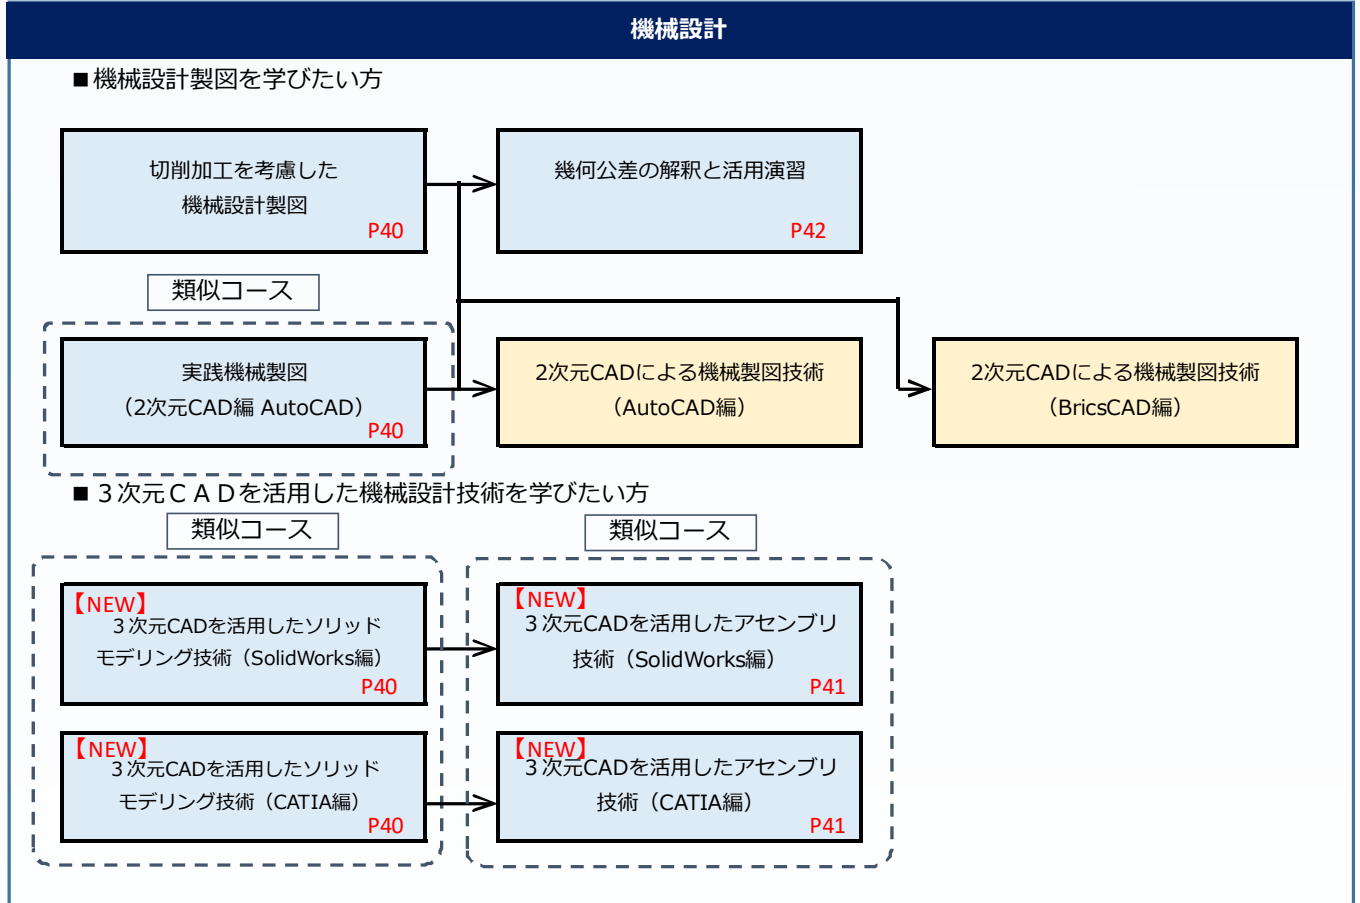 機械設計
■機械設計製図を学びたい方
切削加工を考慮した
機械設計製図
P40
幾何公差の解釈と活用演習
P42
類似コース
実践機械製図
（2次元CAD編 AutoCAD）
P40
2次元CADによる機械製図技術
（AutoCAD編）
2次元CADによる機械製図技術
（BricsCAD編）
■３次元ＣＡＤを活用した機械設計技術を学びたい方
類似コース
類似コース
【NEW】
３次元CADを活用したソリッド
モデリング技術（SolidWorks編）
P40
【NEW】
３次元CADを活用したアセンブリ
技術（SolidWorks編）
P41
【NEW】
３次元CADを活用したソリッド
モデリング技術（CATIA編）
P40
【NEW】
３次元CADを活用したアセンブリ
技術（CATIA編）
P41